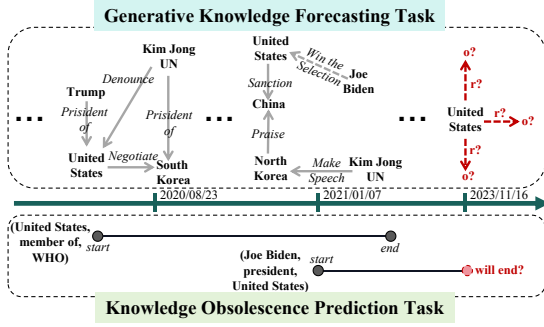 Generative Knowledge Forecasting Task
Kim Jong
UN
Denounce
Trump
Prisident
of
Prisident
of
United
States
Negotiate
South
Korea
...
United
States
Win the
Selection
Joe
Biden
Sanction
China
Praise
North
Korea
Make
Speech
Kim Jong
UN
...
...
o?
r?
United
States
r?
o?
r?
o?
2020/08/23
2021/01/07
2023/11/16
(United States,
member of,
WHO)
start
end
(Joe Biden,
president,
United States)
start
will end?
Knowledge Obsolescence Prediction Task